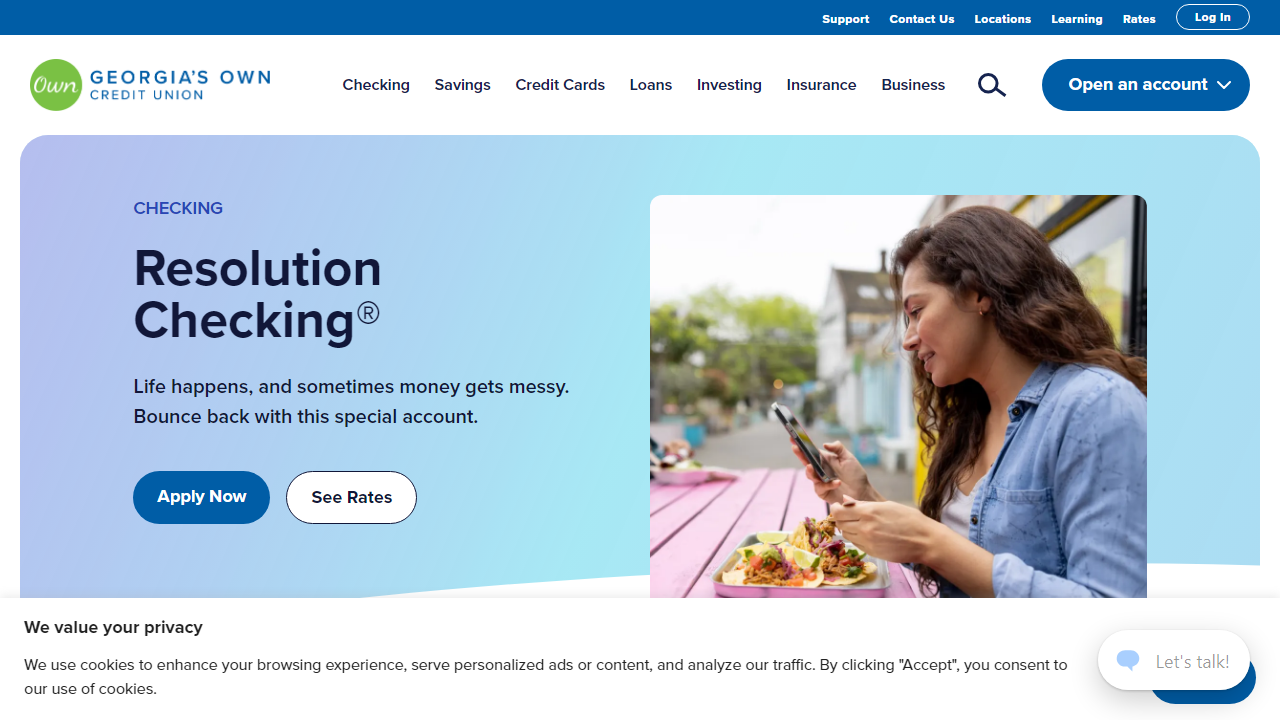 Support Contact Us Locations Learning Rates Log In
Own GEORGIA'S OWN
CREDIT UNION
Checking Savings Credit Cards Loans Investing Insurance Business Open an account
CHECKING
Resolution
Checking®
Life happens, and sometimes money gets messy.
Bounce back with this special account.
Apply Now See Rates
We value your privacy
We use cookies to enhance your browsing experience, serve personalized ads or content, and analyze our traffic. By clicking "Accept", you consent to
our use of cookies.
Let's talk!